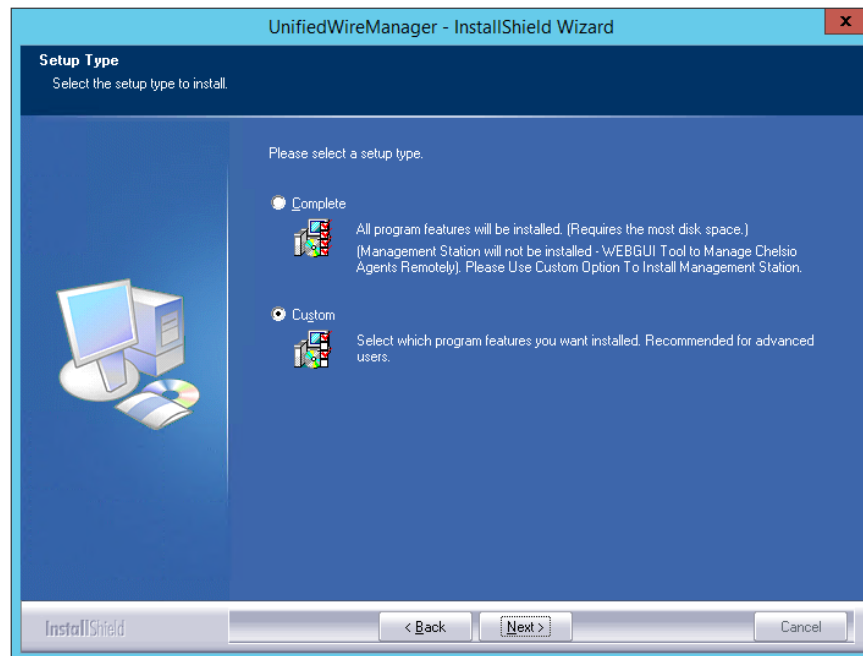 UnifiedWireManager - InstallShield Wizard
x
Setup Type
Select the setup type to install.
Please select a setup type.
Complete
All program features will be installed. (Requires the most disk space.)
(Management Station will not be installed - WEBGUI Tool to Manage Chelsio
Agents Remotely). Please Use Custom Option To Install Management Station.
Custom
Select which program features you want installed. Recommended for advanced
users.
InstallShield
< Back
Next >
Cancel